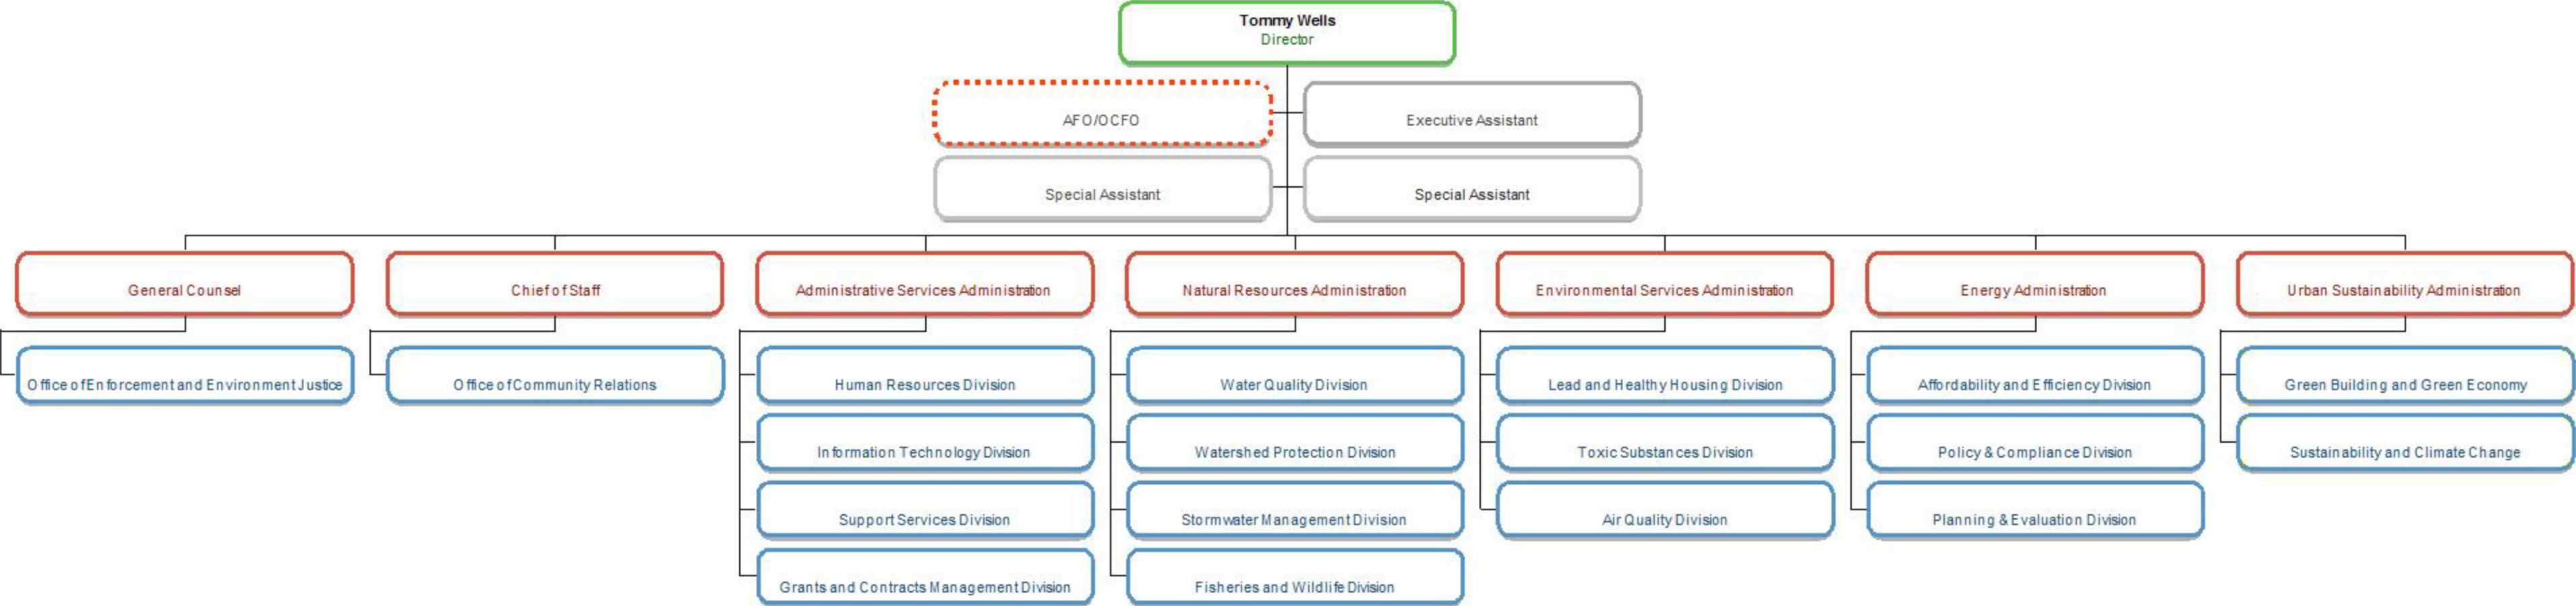 Tommy Wells
Director
AFO/OCFO
Executive Assistant
Special Assistant
Special Assistant
General Counsel
Chief of Staff
Administrative Services Administration
Natural Resources Administration
Environmental Services Administration
Energy Administration
Urban Sustainability Administration
Office of Enforcement and Environment Justice
Office of Community Relations
Human Resources Division
Water Quality Division
Lead and Healthy Housing Division
Affordability and Efficiency Division
Green Building and Green Economy
Information Technology Division
Watershed Protection Division
Toxic Substances Division
Policy & Compliance Division
Sustainability and Climate Change
Support Services Division
Stormwater Management Division
Air Quality Division
Planning & Evaluation Division
Grants and Contracts Management Division
Fisheries and Wildlife Division